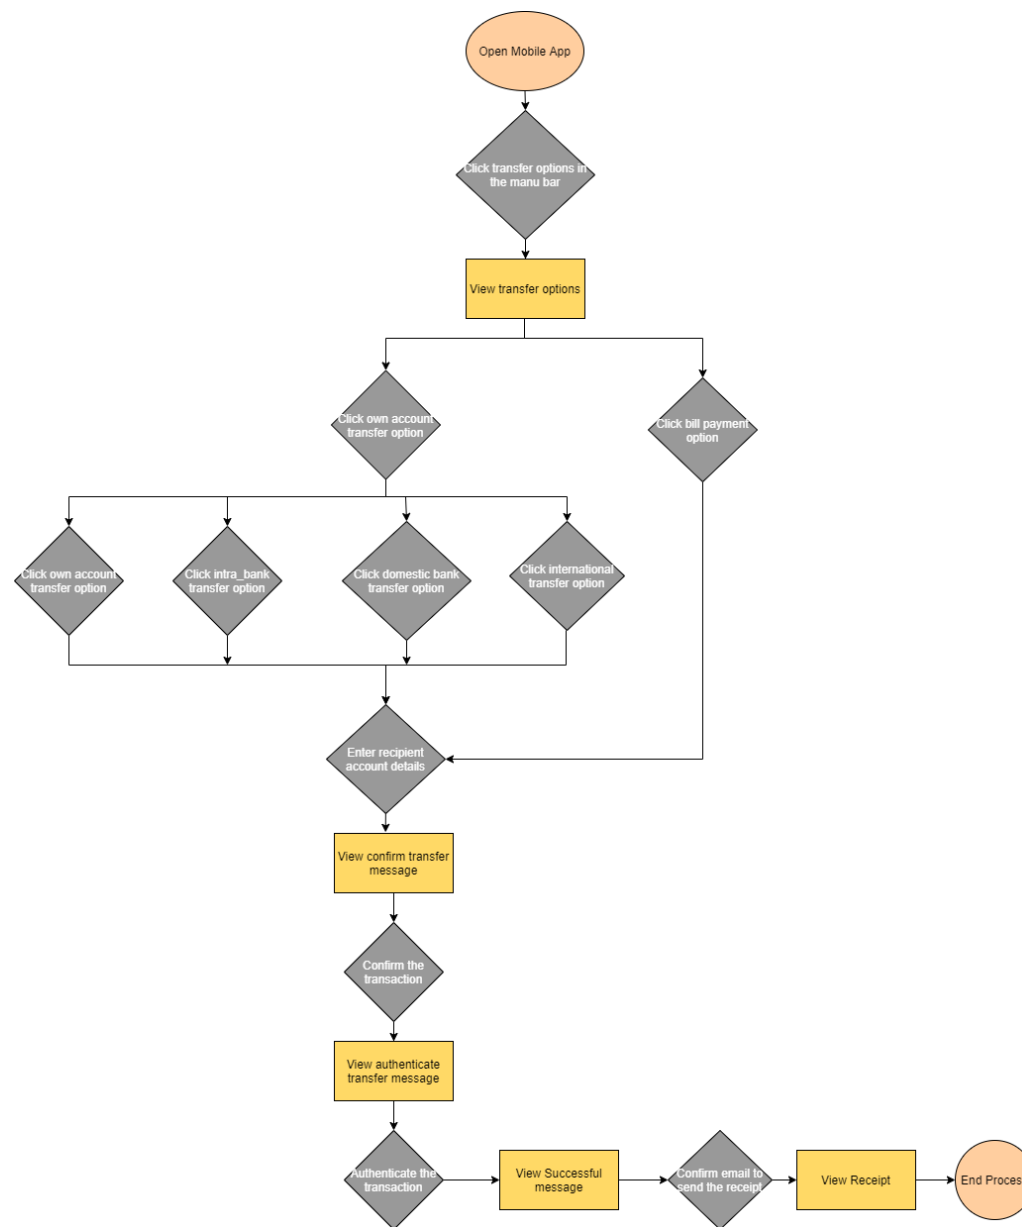 Open Mobile App
Click transfer options in
the manu bar
View transfer options
Click own account
transfer option
Click bill payment
option
Click own account
transfer option
Click intra_bank
transfer option
Click domestic bank
transfer option
Click international
transfer option
Enter recipient
account details
View confirm transfer
message
Confirm the
transaction
View authenticate
transfer message
Authenticate the
transaction
View Successful
message
Confirm email to
send the receipt
View Receipt
End Process